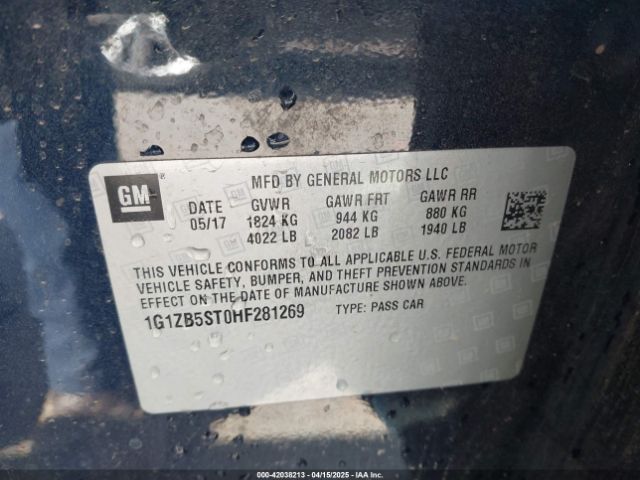 GM
MFD BY GENERAL MOTORS LLC
DATE GVWR GAWR FRT GAWR RR
05/17 1824 KG 944 KG 880 KG
4022 LB 2082 LB 1940 LB
THIS VEHICLE CONFORMS TO ALL APPLICABLE U.S. FEDERAL MOTOR
VEHICLE SAFETY, BUMPER, AND THEFT PREVENTION STANDARDS IN
EFFECT ON THE DATE OF MANUFACTURE SHOWN ABOVE.
1G1ZB5ST0HF281269 TYPE: PASS CAR
000-42038213 - 04/15/2025 - IAA, Inc.